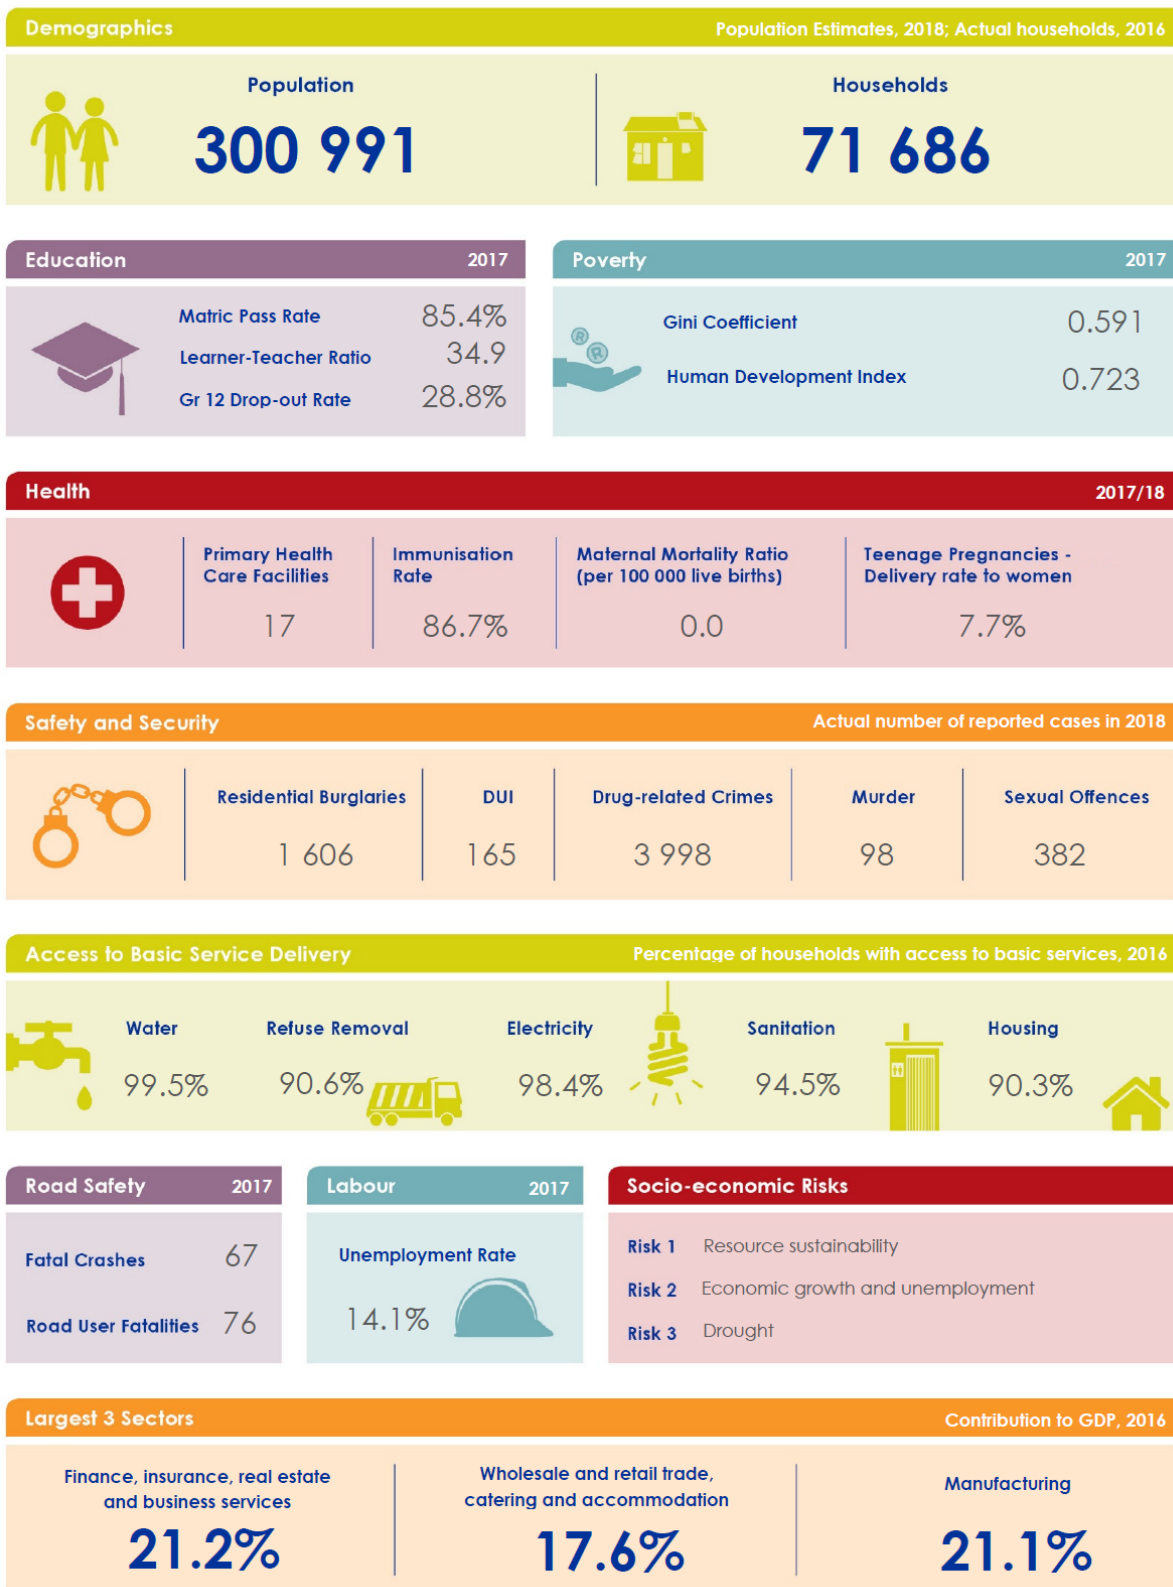 Demographics
Population Estimates, 2018; Actual households, 2016
Population
Households
300 991
71 686
Education
2017
Matric Pass Rate
85.4%
Learner-Teacher Ratio
34.9
Gr 12 Drop-out Rate
28.8%
Poverty
2017
R
R
Gini Coefficient
0.591
Human Development Index
0.723
Health
2017/18
Primary Health
Care Facilities
17
Immunisation
Rate
86.7%
Maternal Mortality Ratio
(per 100 000 live births)
0.0
Teenage Pregnancies -
Delivery rate to women
7.7%
Safety and Security
Actual number of reported cases in 2018
Residential Burglaries
1 606
DUI
165
Drug-related Crimes
3 998
Murder
98
Sexual Offences
382
Access to Basic Service Delivery
Percentage of households with access to basic services, 2016
Water
99.5%
Refuse Removal
90.6%
Electricity
98.4%
Sanitation
94.5%
Housing
90.3%
Road Safety
2017
Fatal Crashes
67
Road User Fatalities
76
Labour
2017
Unemployment Rate
14.1%
Socio-economic Risks
Risk 1 Resource sustainability
Risk 2 Economic growth and unemployment
Risk 3 Drought
Largest 3 Sectors
Contribution to GDP, 2016
Finance, insurance, real estate
and business services
21.2%
Wholesale and retail trade,
catering and accommodation
17.6%
Manufacturing
21.1%